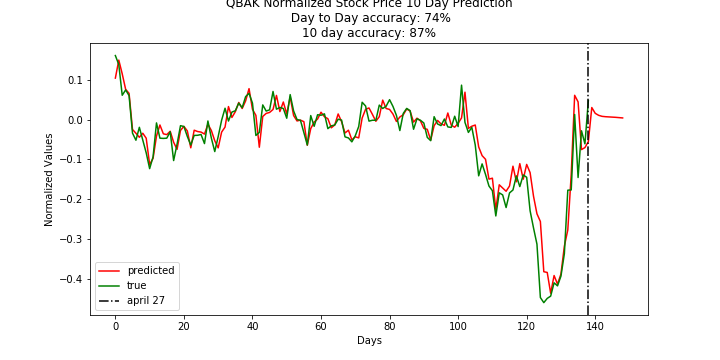 QBAK Normalized Stock Price 10 Day Prediction
Day to Day accuracy: 74%
10 day accuracy: 87%
Normalized Values
0.1
0.0
−0.1
−0.2
−0.3
−0.4
predicted
true
april 27
0 20 40 60 80 100 120 140
Days